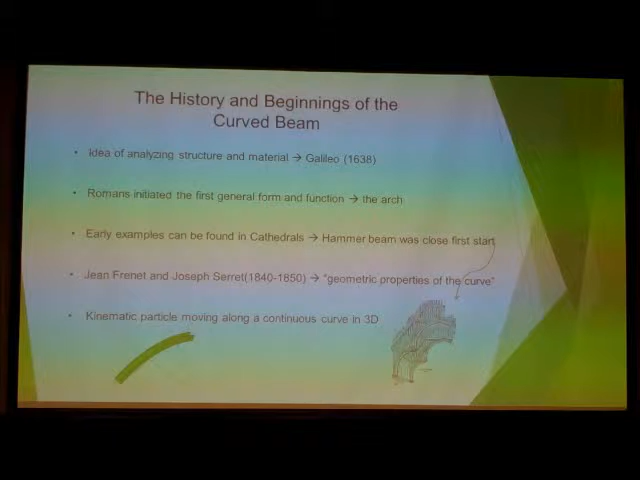 The History and Beginnings of the
Curved Beam
• Idea of analyzing structure and material → Galileo (1638)
• Romans initiated the first general form and function → the arch
• Early examples can be found in Cathedrals → Hammer beam was close first start
• Jean Frenet and Joseph Serret(1840-1850) → "geometric properties of the curve"
• Kinematic particle moving along a continuous curve in 3D